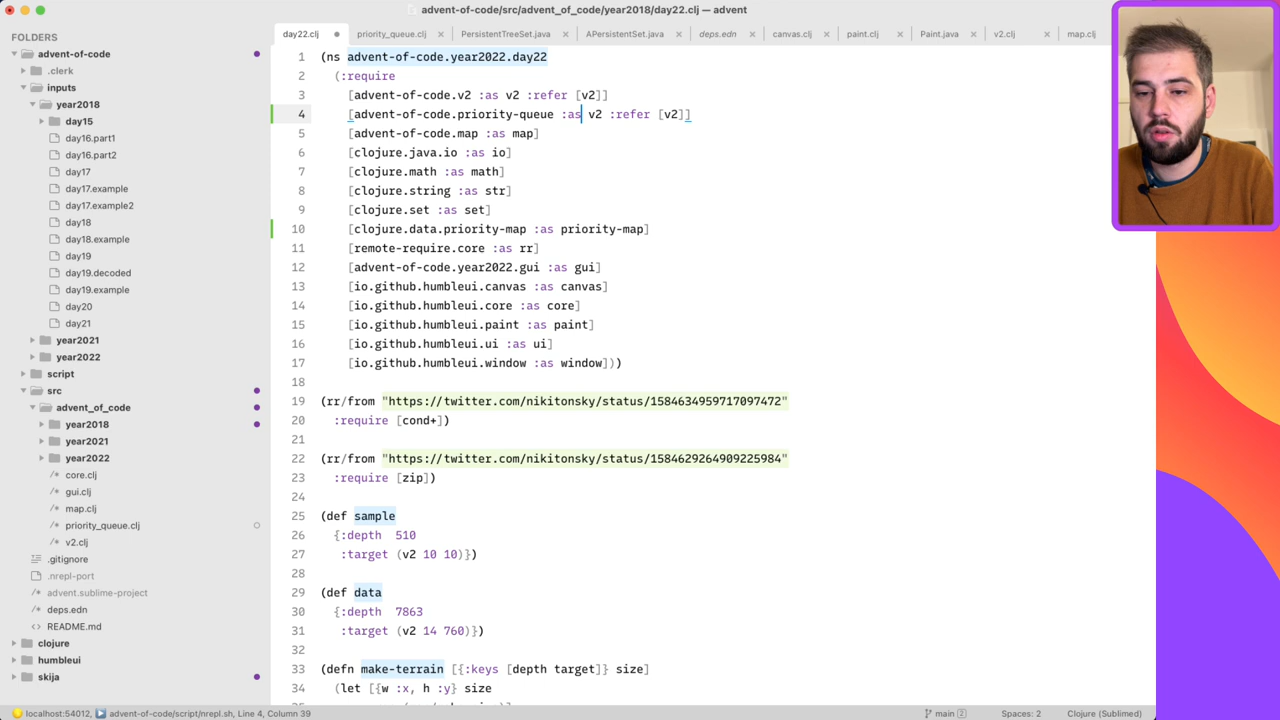 advent-of-code/src/advent_of_code/year2022/day22.clj — advent
FOLDERS
advent-of-code
.clerk
inputs
year2018
day15
day16.part1
day16.part2
day17
day17.example
day17.example2
day18
day18.example
day19
day19.decoded
day19.example
day20
day21
year2021
year2022
script
src
advent_of_code
year2018
year2021
year2022
/* core.clj
/* gui.clj
/* map.clj
/* priority_queue.clj
/* v2.clj
.gitignore
.nrepl-port
advent.sublime-project
deps.edn
<> README.md
clojure
humbleui
skija
day22.clj priority_queue.clj PersistentTreeSet.java APersistentSet.java deps.edn canvas.clj paint.clj Paint.java v2.clj map.clj
1 (ns advent-of-code.year2022.day22
2 (:require
3 [advent-of-code.v2 :as v2 :refer [v2]]
4 [advent-of-code.priority-queue :as v2 :refer [v2]]
5 [advent-of-code.map :as map]
6 [clojure.java.io :as io]
7 [clojure.math :as math]
8 [clojure.string :as str]
9 [clojure.set :as set]
10 [clojure.data.priority-map :as priority-map]
11 [remote-require.core :as rr]
12 [advent-of-code.year2022.gui :as gui]
13 [io.github.humbleui.canvas :as canvas]
14 [io.github.humbleui.core :as core]
15 [io.github.humbleui.paint :as paint]
16 [io.github.humbleui.ui :as ui]
17 [io.github.humbleui.window :as window]))
18
19 (rr/from "https://twitter.com/nikitonsky/status/1584634959717097472"
20 :require [cond+])
21
22 (rr/from "https://twitter.com/nikitonsky/status/1584629264909225984"
23 :require [zip])
24
25 (def sample
26 {:depth 510
27 :target (v2 10 10)})
28
29 (def data
30 {:depth 7863
31 :target (v2 14 760)})
32
33 (defn make-terrain [{:keys [depth target]} size]
34 (let [{w :x, h :y} size
localhost:54012, advent-of-code/script/nrepl.sh, Line 4, Column 39 main 2 Spaces: 2 Clojure (Sublimed)